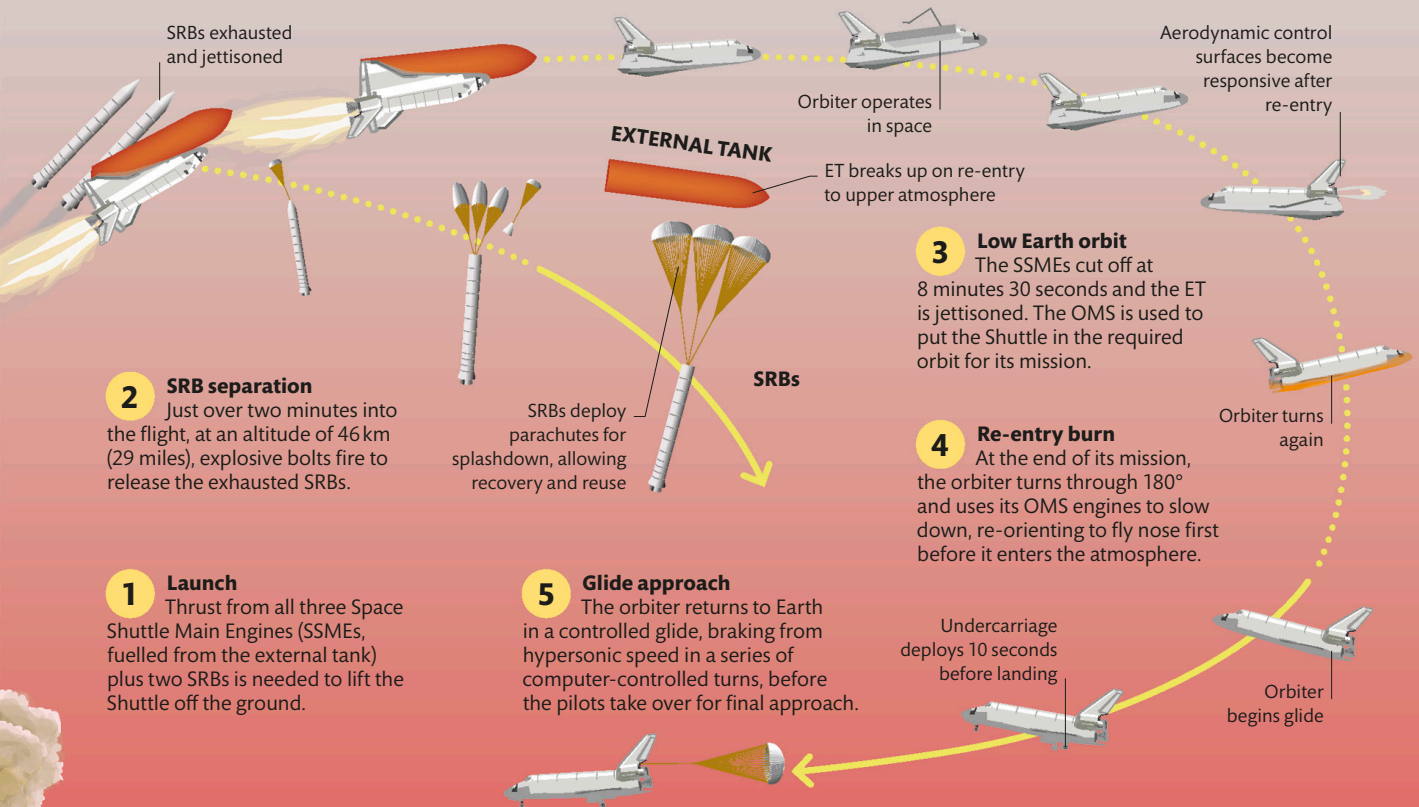 SRBs exhausted
and jettisoned
Orbiter operates
in space
Aerodynamic control
surfaces become
responsive after
re-entry
EXTERNAL TANK
ET breaks up on re-entry
to upper atmosphere
3 Low Earth orbit
The SSMEs cut off at
8 minutes 30 seconds and the ET
is jettisoned. The OMS is used to
put the Shuttle in the required
orbit for its mission.
2 SRB separation
Just over two minutes into
the flight, at an altitude of 46 km
(29 miles), explosive bolts fire to
release the exhausted SRBs.
SRBs deploy
parachutes for
splashdown, allowing
recovery and reuse
SRBs
Orbiter turns
again
4 Re-entry burn
At the end of its mission,
the orbiter turns through 180°
and uses its OMS engines to slow
down, re-orienting to fly nose first
before it enters the atmosphere.
1 Launch
Thrust from all three Space
Shuttle Main Engines (SSMEs,
fuelled from the external tank)
plus two SRBs is needed to lift the
Shuttle off the ground.
5 Glide approach
The orbiter returns to Earth
in a controlled glide, braking from
hypersonic speed in a series of
computer-controlled turns, before
the pilots take over for final approach.
Undercarriage
deploys 10 seconds
before landing
Orbiter
begins glide